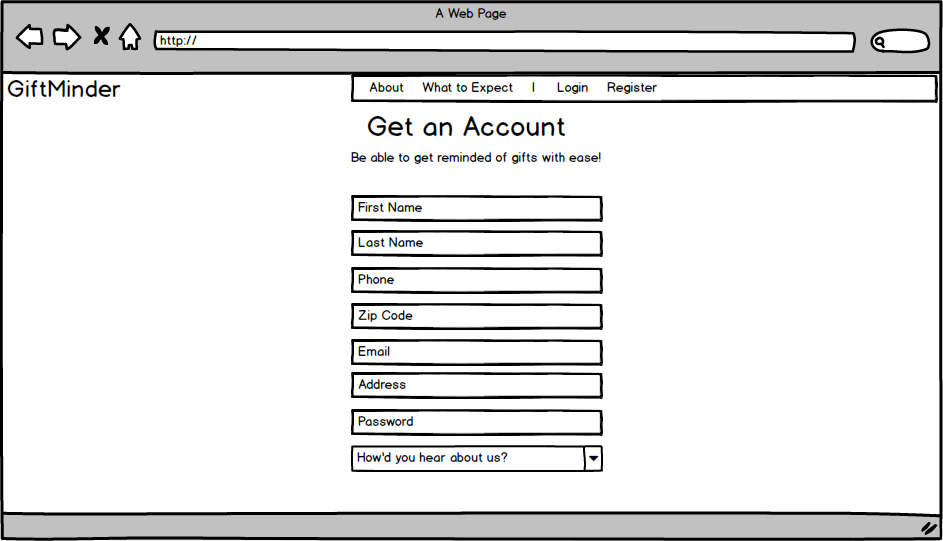 A Web Page
http://
GiftMinder
About What to Expect | Login Register
Get an Account
Be able to get reminded of gifts with ease!
First Name
Last Name
Phone
Zip Code
Email
Address
Password
How'd you hear about us?